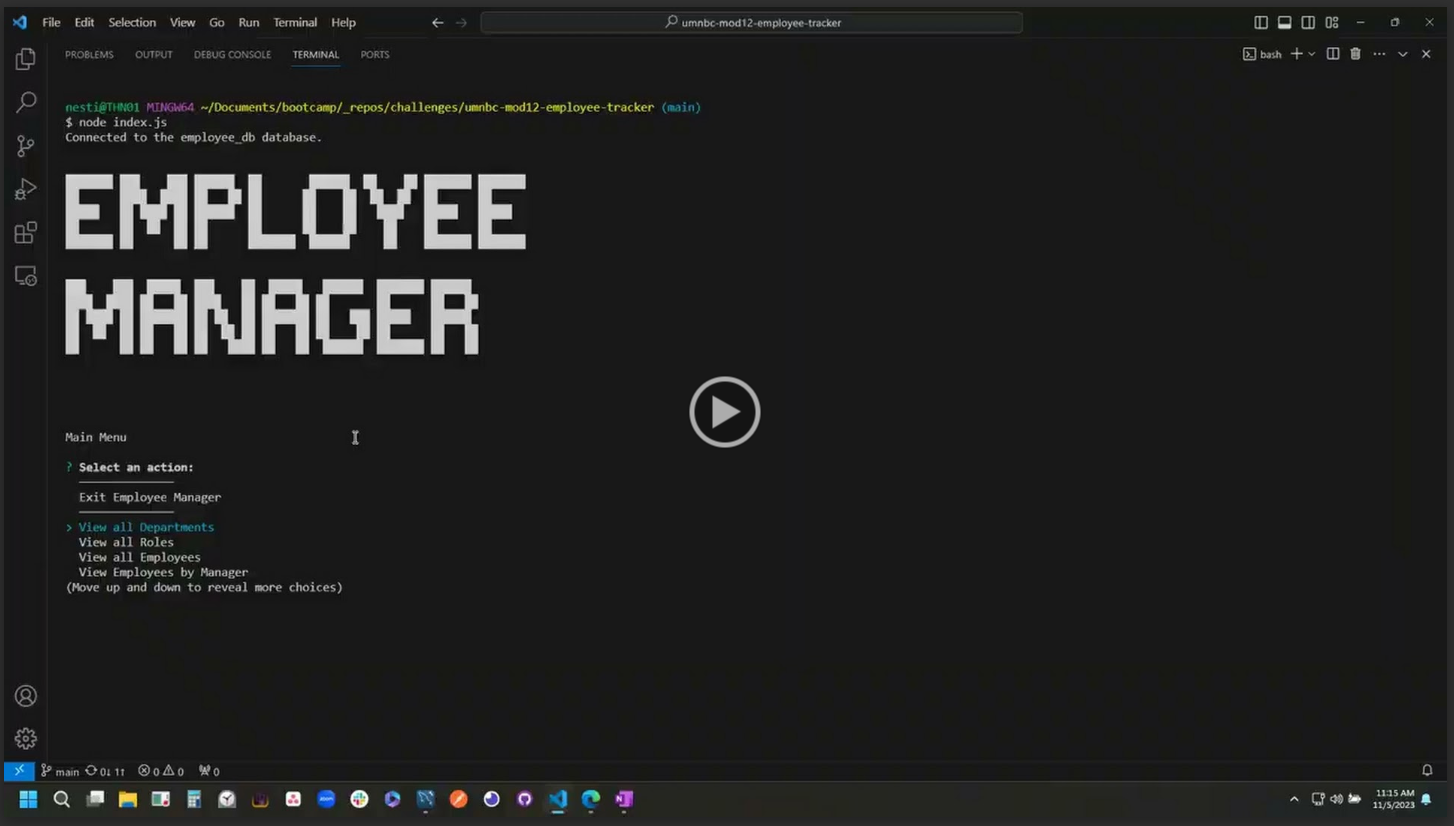 File Edit Selection View Go Run Terminal Help
umnbc-mod12-employee-tracker
PROBLEMS OUTPUT DEBUG CONSOLE TERMINAL PORTS
bash
nesti@THN01 MINGW64 ~/Documents/bootcamp/_repos/challenges/umnbc-mod12-employee-tracker (main)
$ node index.js
Connected to the employee_db database.
EMPLOYEE
MANAGER
Main Menu
? Select an action:
Exit Employee Manager
> View all Departments
View all Roles
View all Employees
View Employees by Manager
(Move up and down to reveal more choices)
main 0↓ 1↑ 0 0 0
zoom
11:15 AM
11/5/2023